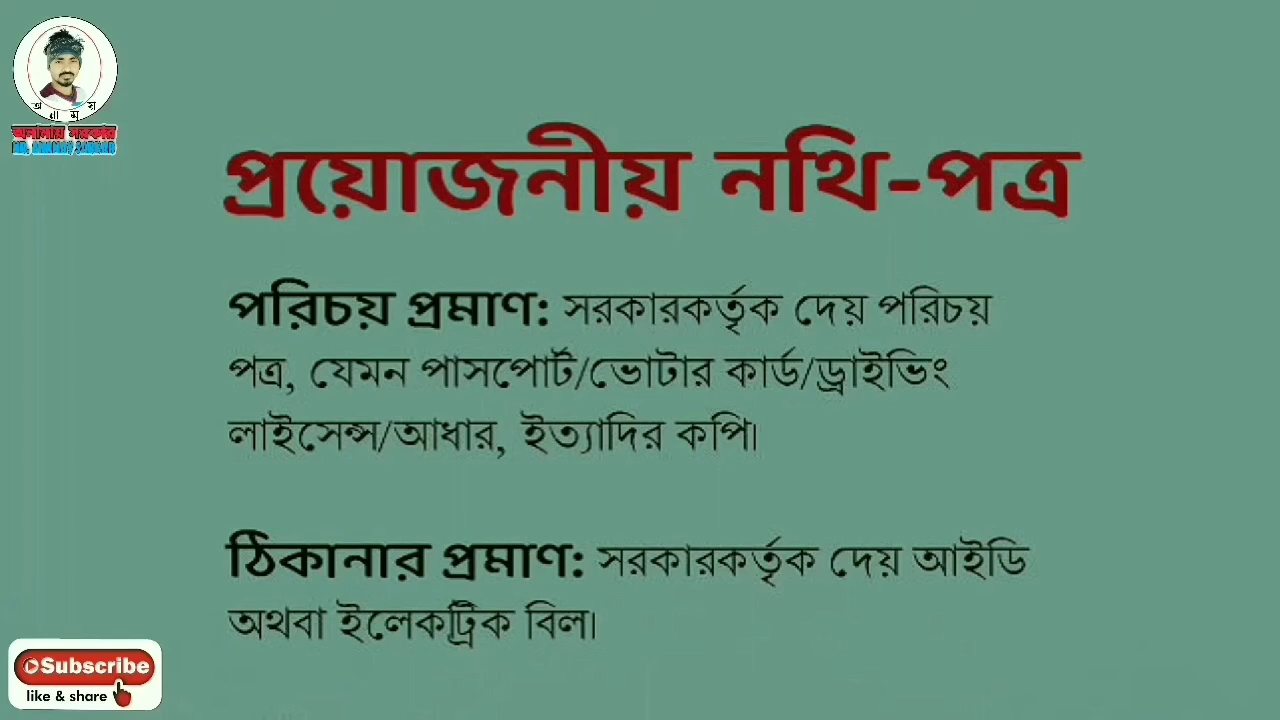 প্রয়োজনীয় নথি-পত্র
পরিচয় প্রমাণ: সরকারকর্তৃক দেয় পরিচয়
পত্র, যেমন পাসপোর্ট/ভোটার কার্ড/ড্রাইভিং
লাইসেন্স/আধার, ইত্যাদির কপি।
ঠিকানার প্রমাণ: সরকারকর্তৃক দেয় আইডি
অথবা ইলেকট্রিক বিল।
Subscribe
like & share